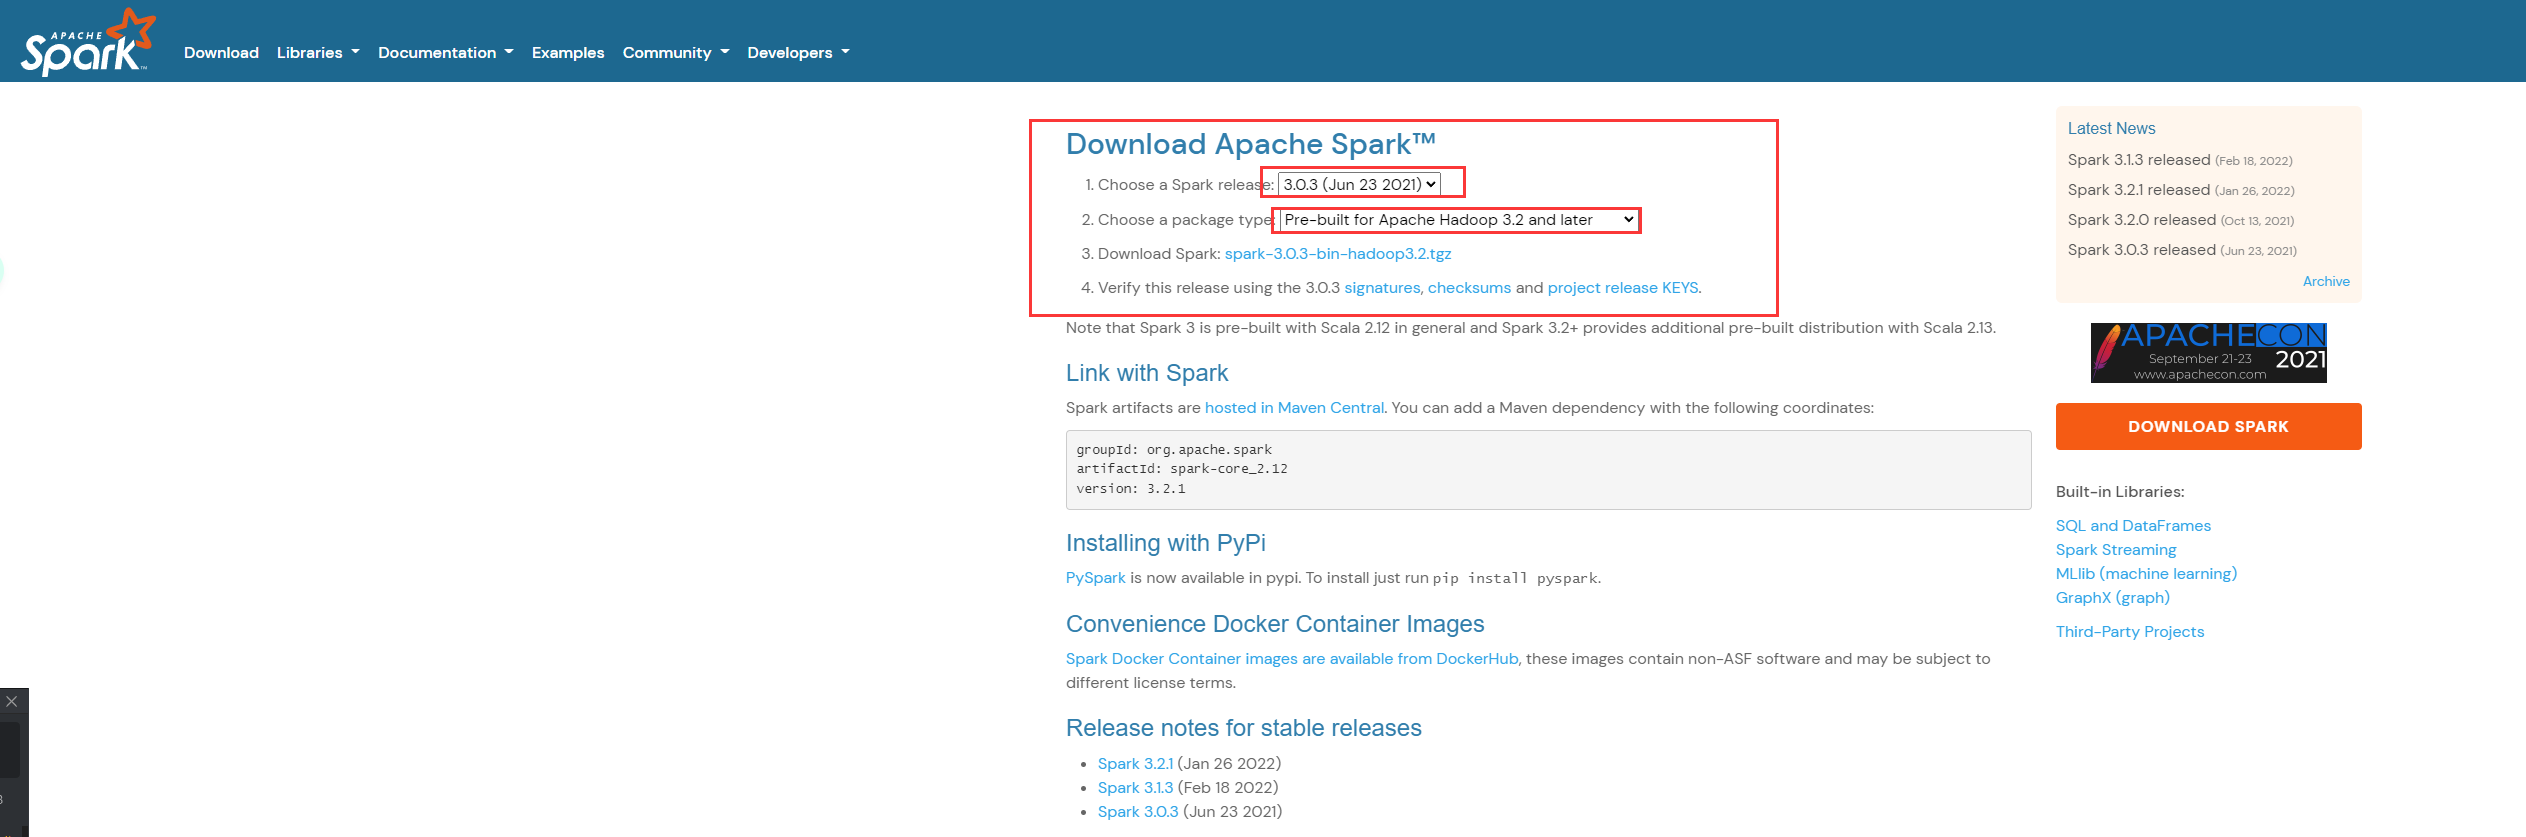 APACHE
Spark™
Download Libraries Documentation Examples Community Developers
Download Apache Spark™
1. Choose a Spark release: 3.0.3 (Jun 23 2021)
2. Choose a package type: Pre-built for Apache Hadoop 3.2 and later
3. Download Spark: spark-3.0.3-bin-hadoop3.2.tgz
4. Verify this release using the 3.0.3 signatures, checksums and project release KEYS.
Note that Spark 3 is pre-built with Scala 2.12 in general and Spark 3.2+ provides additional pre-built distribution with Scala 2.13.
Link with Spark
Spark artifacts are hosted in Maven Central. You can add a Maven dependency with the following coordinates:
groupId: org.apache.spark
artifactId: spark-core_2.12
version: 3.2.1
Installing with PyPi
PySpark is now available in pypi. To install just run pip install pyspark.
Convenience Docker Container Images
Spark Docker Container images are available from DockerHub, these images contain non-ASF software and may be subject to
different license terms.
Release notes for stable releases
• Spark 3.2.1 (Jan 26 2022)
• Spark 3.1.3 (Feb 18 2022)
• Spark 3.0.3 (Jun 23 2021)
Latest News
Spark 3.1.3 released (Feb 18, 2022)
Spark 3.2.1 released (Jan 26, 2022)
Spark 3.2.0 released (Oct 13, 2021)
Spark 3.0.3 released (Jun 23, 2021)
Archive
APACHECON
September 21-23 2021
www.apachecon.com
DOWNLOAD SPARK
Built-in Libraries:
SQL and DataFrames
Spark Streaming
MLlib (machine learning)
GraphX (graph)
Third-Party Projects